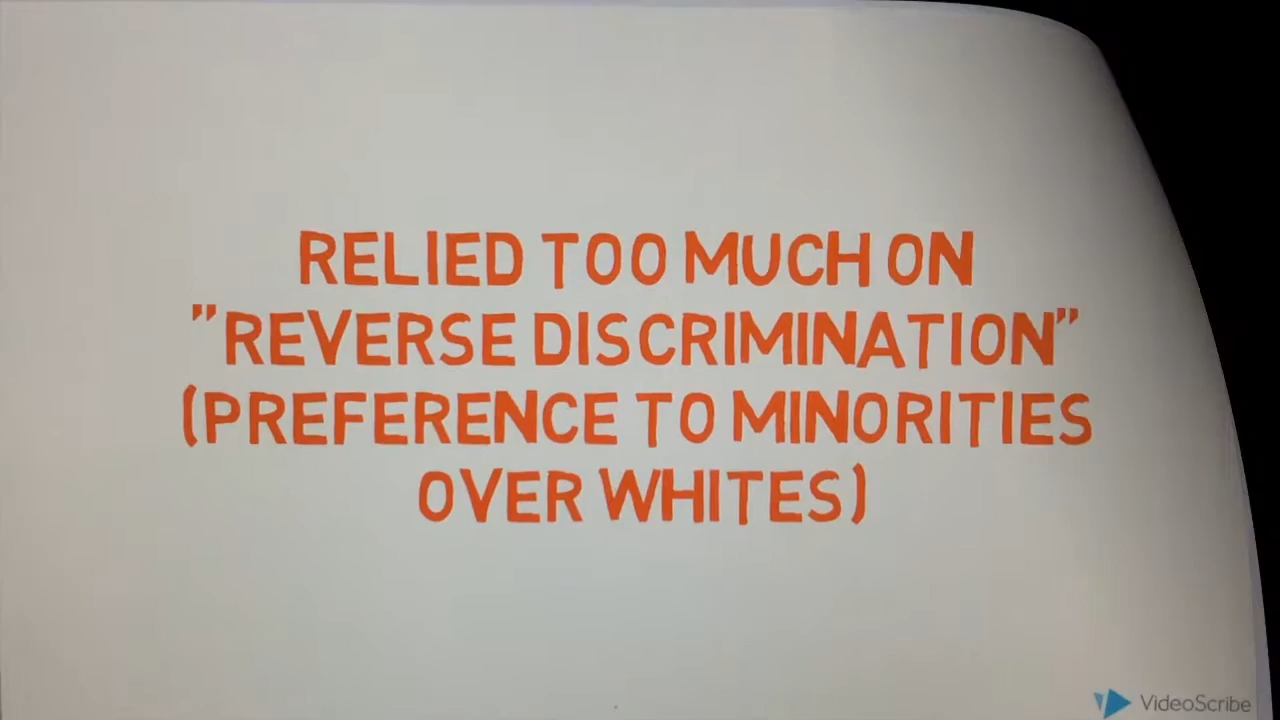 RELIED TOO MUCH ON
"REVERSE DISCRIMINATION"
(PREFERENCE TO MINORITIES
OVER WHITES)
VideoScribe